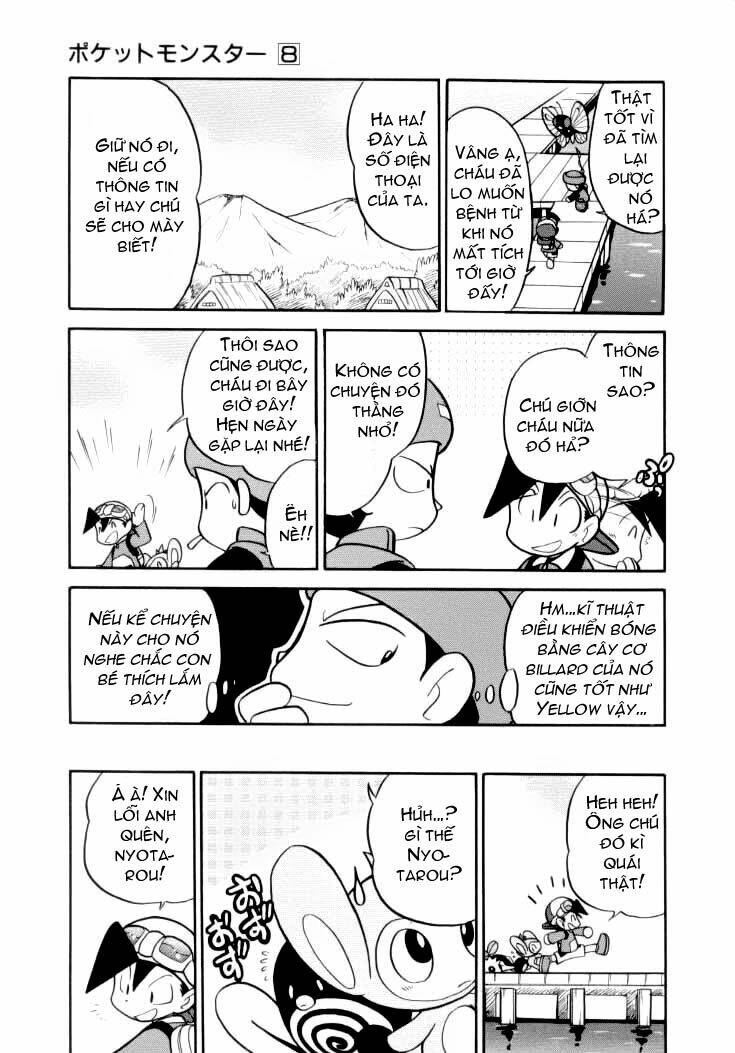 ポケットモンスター 8
THẬT
TỐT VÌ
ĐÃ TÌM
LẠI
ĐƯỢC
NÓ
HÁ?
VÂNG Ạ,
CHÁU ĐÃ
LO MUỐN
BỆNH TỪ
KHI NÓ
MẤT TÍCH
TỚI GIỜ
ĐẤY!
HA HA!
ĐÂY LÀ
SỐ ĐIỆN
THOẠI
CỦA TA.
GIỮ NÓ ĐI,
NẾU CÓ
THÔNG TIN
GÌ HAY CHÚ
SẼ CHO MÀY
BIẾT!
THÔNG
TIN
SAO?
CHÚ GIỠN
CHÁU NỮA
ĐÓ HẢ?
KHÔNG CÓ
CHUYỆN ĐÓ
THẰNG
NHỎ!
THÔI SAO
CŨNG ĐƯỢC,
CHÁU ĐI BÂY
GIỜ ĐÂY!
HẸN NGÀY
GẶP LẠI NHÉ!
ÊH
NÈ!!
HM...KĨ THUẬT
ĐIỀU KHIỂN BÓNG
BẰNG CÂY CƠ
BILLARD CỦA NÓ
CŨNG TỐT NHƯ
YELLOW VẬY...
NẾU KỂ CHUYỆN
NÀY CHO NÓ
NGHE CHẮC CON
BÉ THÍCH LẮM
ĐÂY!
HEH HEH!
ÔNG CHÚ
ĐÓ KÌ
QUÁI
THẬT!
HỬH...?
GÌ THẾ
NYO-
TAROU?
おず
おず
À À! XIN
LỖI ANH
QUÊN,
NYOTA-
ROU!